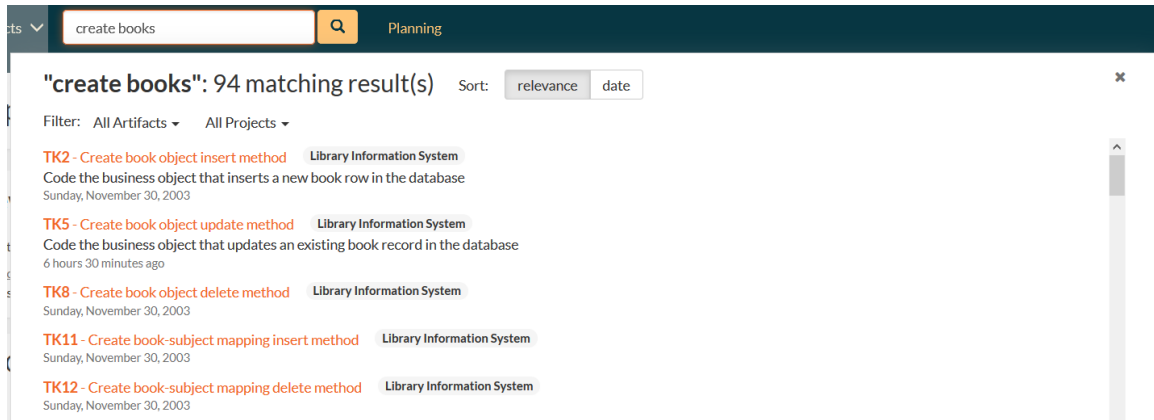 cts
create books
Planning
"create books": 94 matching result(s) Sort: relevance date
Filter: All Artifacts All Projects
TK2 - Create book object insert method Library Information System
Code the business object that inserts a new book row in the database
Sunday, November 30, 2003
TK5 - Create book object update method Library Information System
Code the business object that updates an existing book record in the database
6 hours 30 minutes ago
TK8 - Create book object delete method Library Information System
Sunday, November 30, 2003
TK11 - Create book-subject mapping insert method Library Information System
Sunday, November 30, 2003
TK12 - Create book-subject mapping delete method Library Information System
Sunday, November 30, 2003